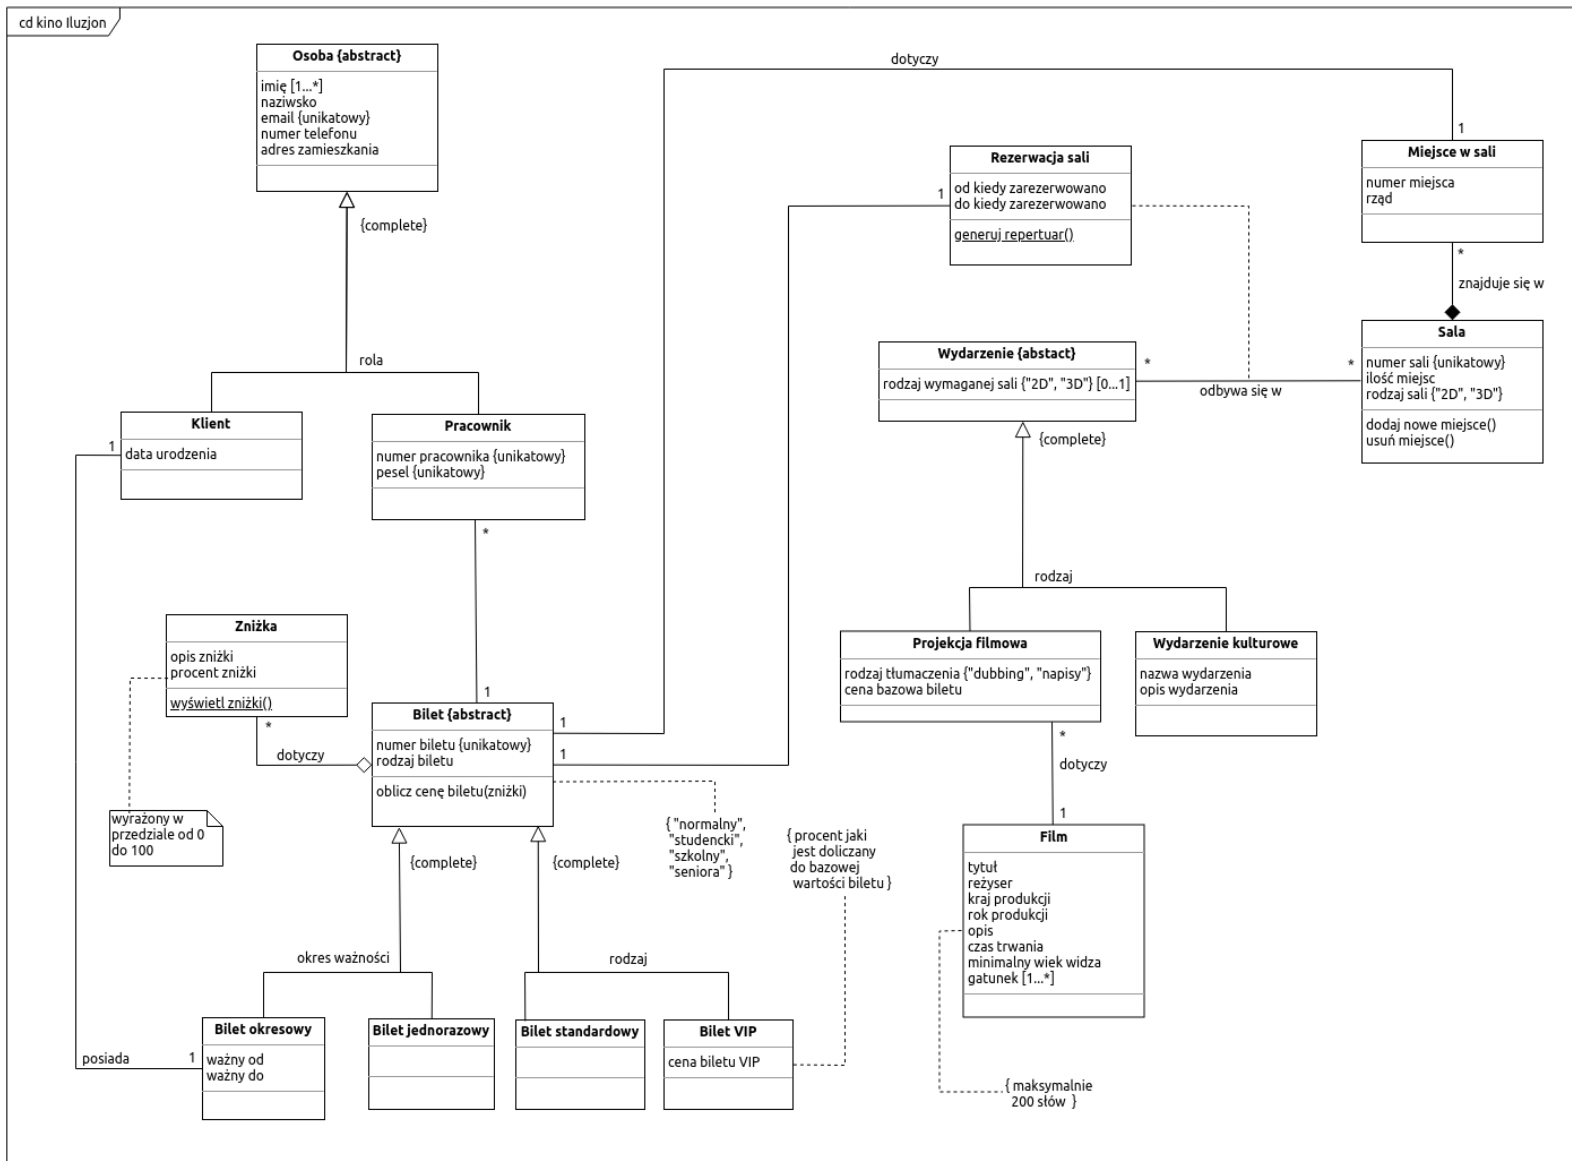 cd kino Iluzjon
Osoba {abstract}
imię [1...*]
naziwsko
email {unikatowy}
numer telefonu
adres zamieszkania
{complete}
rola
Klient
data urodzenia
1
Pracownik
numer pracownika {unikatowy}
pesel {unikatowy}
*
1
dotyczy
1
Miejsce w sali
numer miejsca
rząd
*
znajduje się w
Sala
numer sali {unikatowy}
ilość miejsc
rodzaj sali {"2D", "3D"}
dodaj nowe miejsce()
usuń miejsce()
Rezerwacja sali
od kiedy zarezerwowano
do kiedy zarezerwowano
generuj repertuar()
1
Wydarzenie {abstact}
rodzaj wymaganej sali {"2D", "3D"} [0...1]
*
*
odbywa się w
{complete}
rodzaj
Projekcja filmowa
rodzaj tłumaczenia {"dubbing", "napisy"}
cena bazowa biletu
Wydarzenie kulturowe
nazwa wydarzenia
opis wydarzenia
*
dotyczy
1
Film
tytuł
reżyser
kraj produkcji
rok produkcji
opis
czas trwania
minimalny wiek widza
gatunek [1...*]
{ maksymalnie
200 słów }
Zniżka
opis zniżki
procent zniżki
wyświetl zniżki()
*
dotyczy
wyrażony w
przedziale od 0
do 100
Bilet {abstract}
numer biletu {unikatowy}
rodzaj biletu
oblicz cenę biletu(zniżki)
1
1
{ "normalny",
"studencki",
"szkolny",
"seniora" }
{ procent jaki
jest doliczany
do bazowej
wartości biletu }
{complete}
{complete}
okres ważności
rodzaj
Bilet okresowy
ważny od
ważny do
posiada
1
Bilet jednorazowy
Bilet standardowy
Bilet VIP
cena biletu VIP